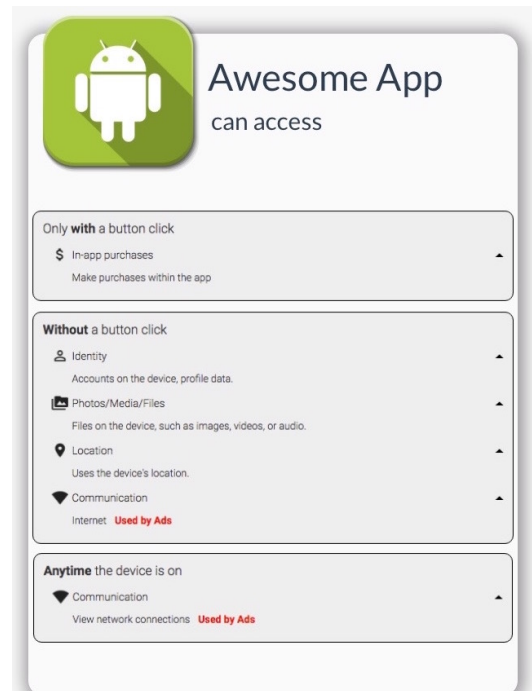 Awesome App
can access
Only with a button click
$ In-app purchases
Make purchases within the app
Without a button click
Identity
Accounts on the device, profile data.
Photos/Media/Files
Files on the device, such as images, videos, or audio.
Location
Uses the device's location.
Communication
Internet Used by Ads
Anytime the device is on
Communication
View network connections Used by Ads